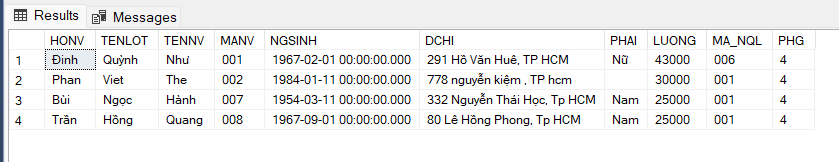 Results Messages
HONV TENLOT TENNV MANV NGSINH DCHI PHAI LUONG MA_NQL PHG
1 Đinh Quỳnh Như 001 1967-02-01 00:00:00.000 291 Hồ Văn Huê, TP HCM Nữ 43000 006 4
2 Phan Viet The 002 1984-01-11 00:00:00.000 778 nguyễn kiệm , TP hcm 30000 001 4
3 Bùi Ngọc Hành 007 1954-03-11 00:00:00.000 332 Nguyễn Thái Học, Tp HCM Nam 25000 001 4
4 Trần Hồng Quang 008 1967-09-01 00:00:00.000 80 Lê Hồng Phong, Tp HCM Nam 25000 001 4